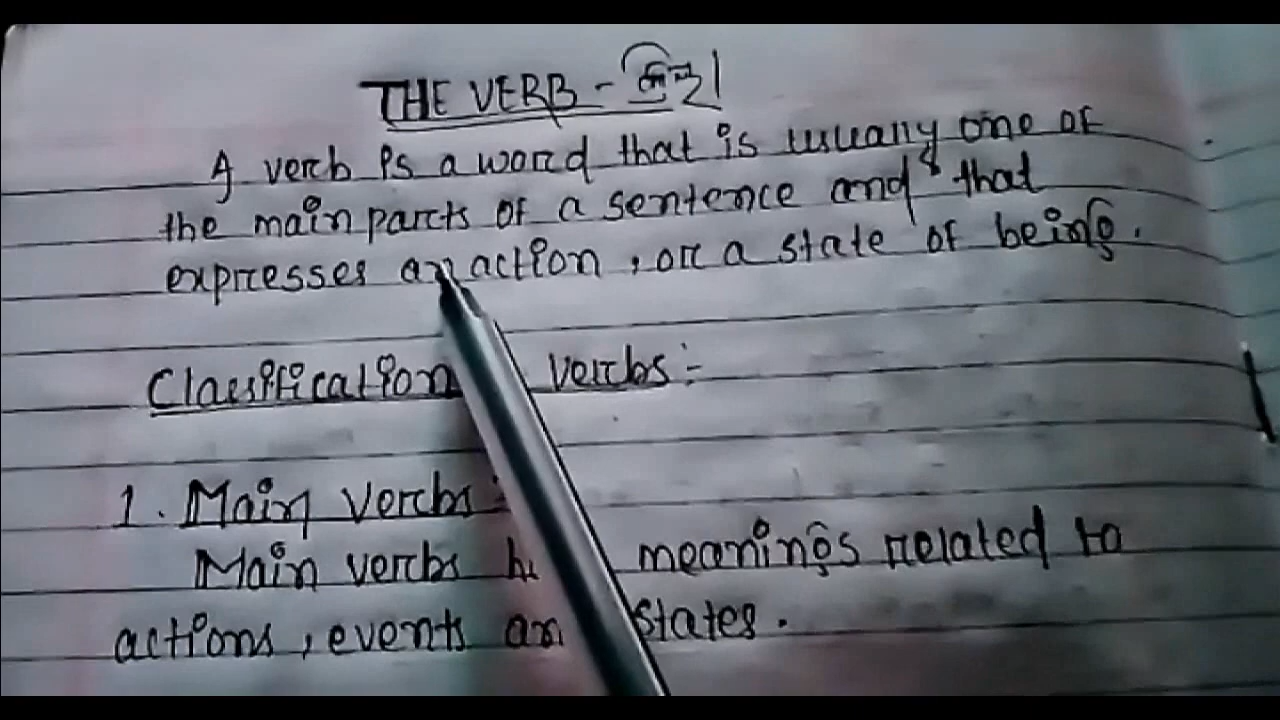 THE VERB -
A verb is a word that is usually one of
the main parts of a sentence and that
expresses an action, or a state of being.
Classification verbs :-
1. Main verbs :
Main verbs meanings related to
actions, events states.